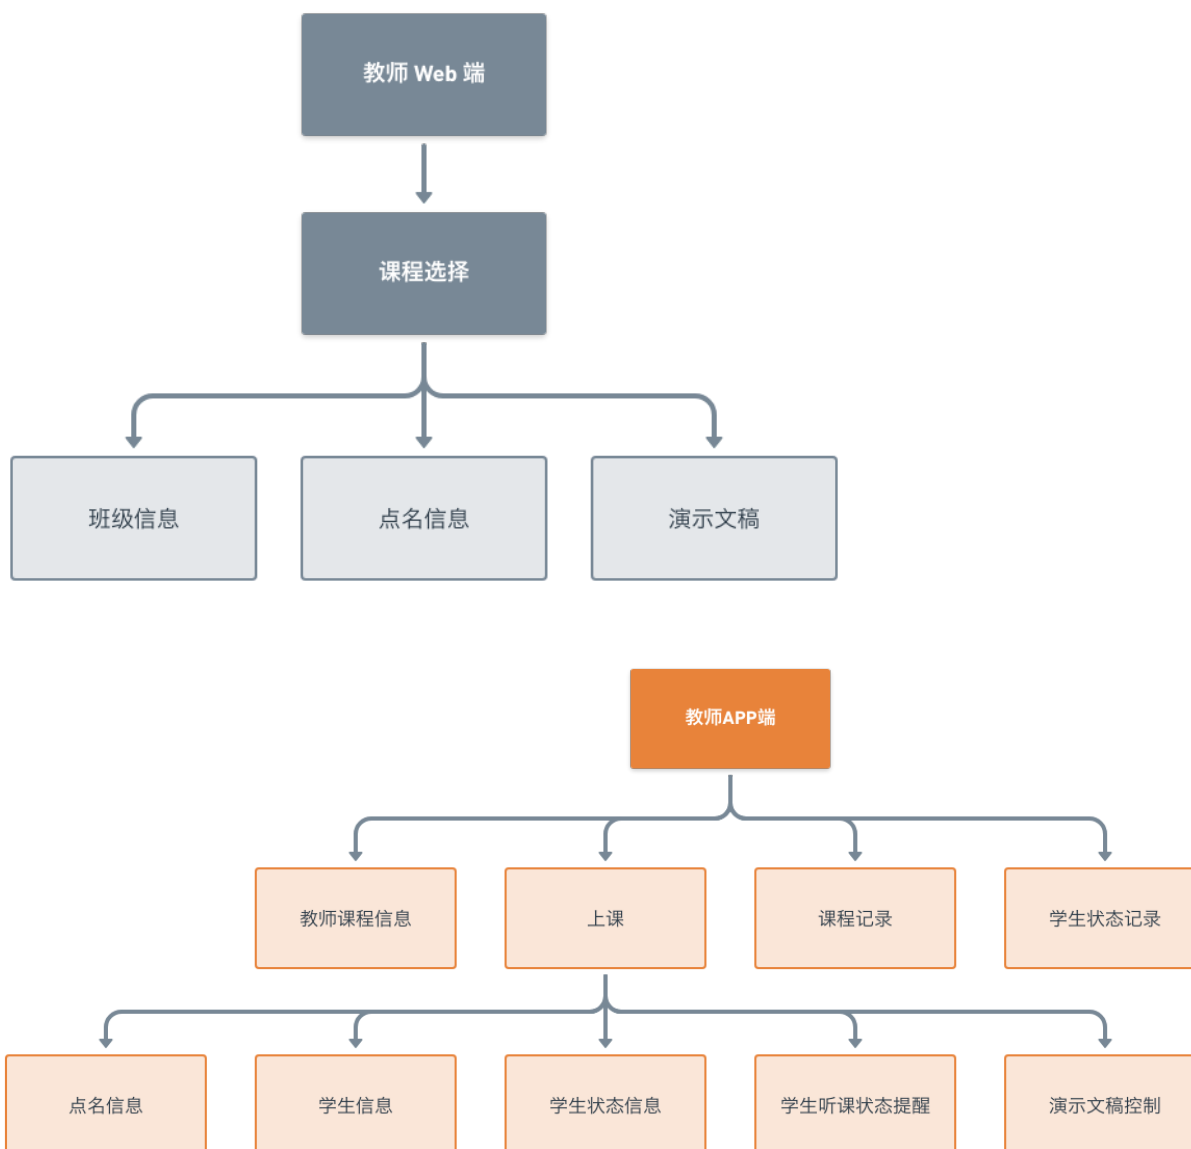 教师 Web 端
课程选择
班级信息
点名信息
演示文稿
教师APP端
教师课程信息
上课
课程记录
学生状态记录
点名信息
学生信息
学生状态信息
学生听课状态提醒
演示文稿控制